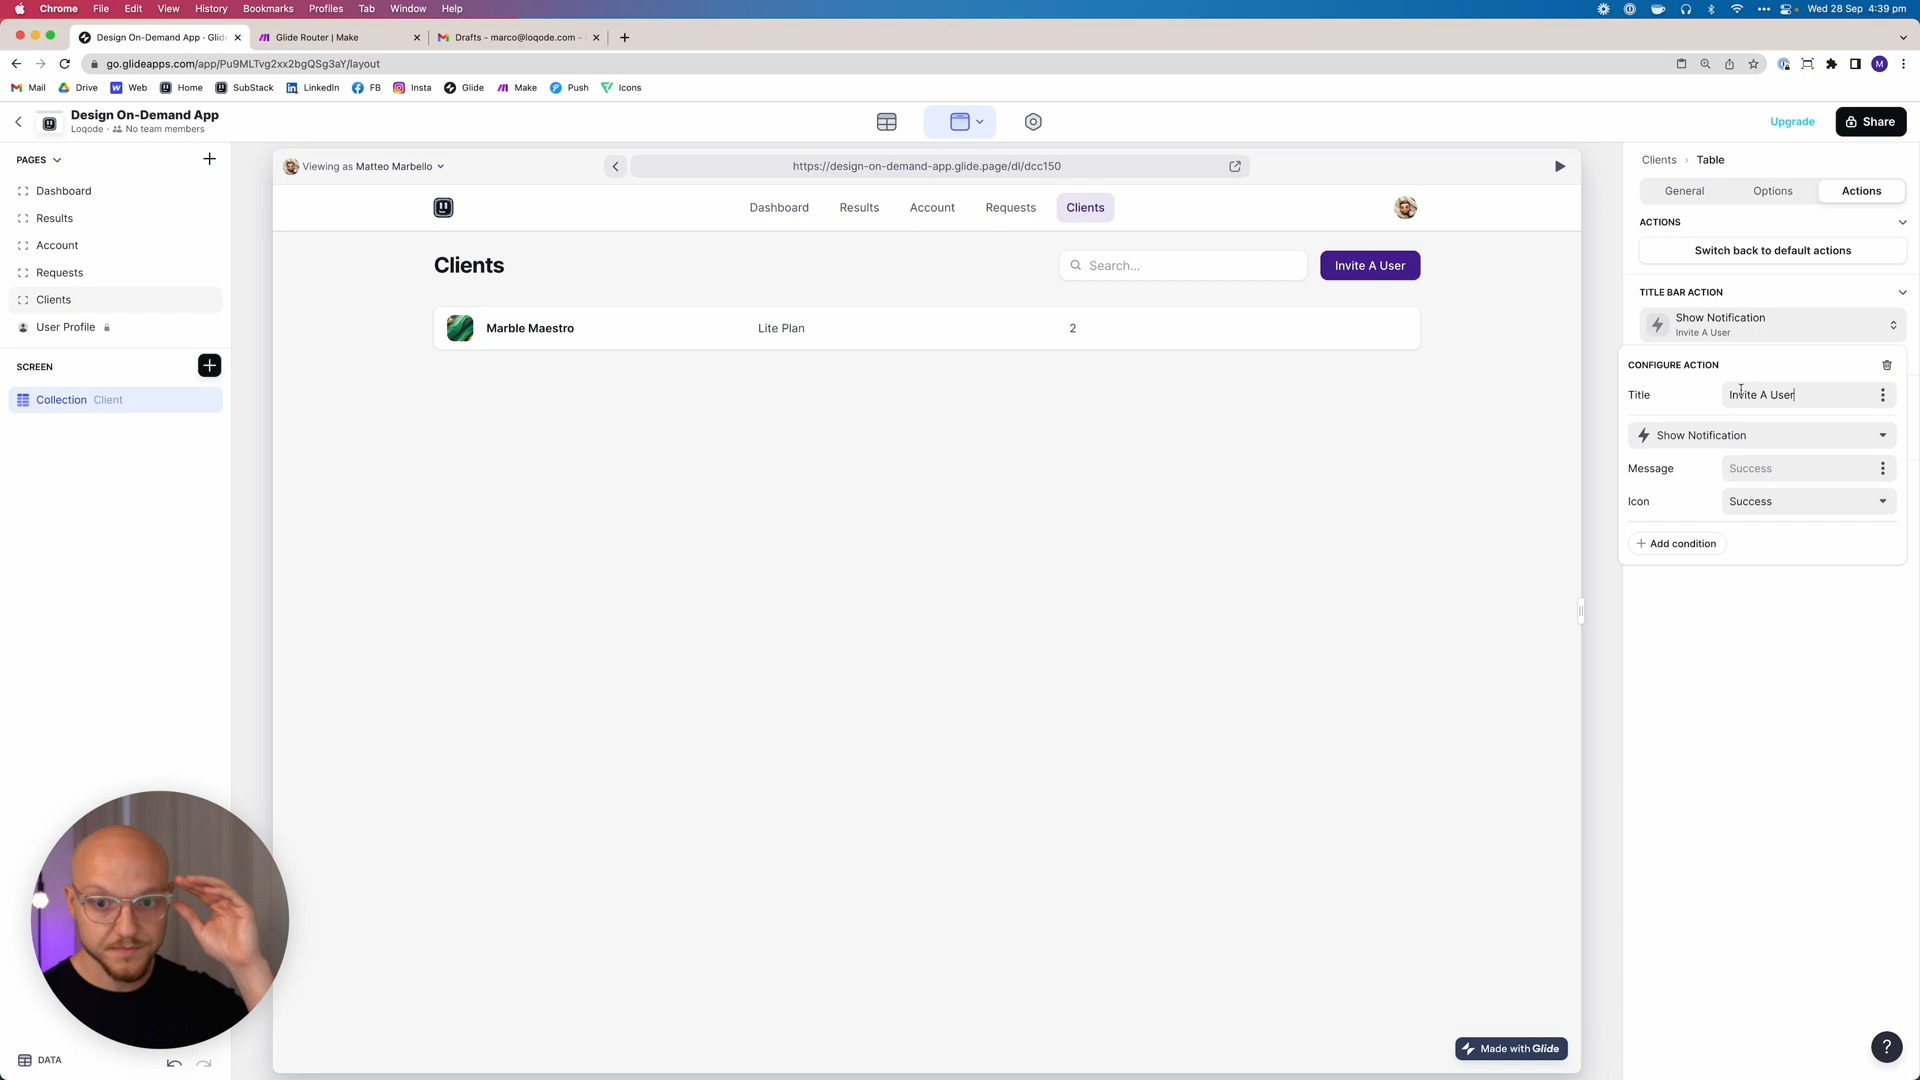 Chrome File Edit View History Bookmarks Profiles Tab Window Help Wed 28 Sep 4:39 pm
Design On-Demand App · Glid Glide Router | Make Drafts - marco@loqode.com -
go.glideapps.com/app/Pu9MLTvg2xx2bgQSg3aY/layout M
Mail Drive Web Home SubStack LinkedIn FB Insta Glide Make Push Icons
Design On-Demand App
Loqode · No team members
Upgrade
Share
PAGES
Dashboard
Results
Account
Requests
Clients
User Profile
SCREEN
Collection Client
DATA
Viewing as Matteo Marbello
https://design-on-demand-app.glide.page/dl/dcc150
Dashboard Results Account Requests Clients
Clients
Search...
Invite A User
Marble Maestro Lite Plan 2
Made with Glide
Clients › Table
General Options Actions
ACTIONS
Switch back to default actions
TITLE BAR ACTION
Show Notification
Invite A User
CONFIGURE ACTION
Title Invite A User
Show Notification
Message Success
Icon Success
+ Add condition
?